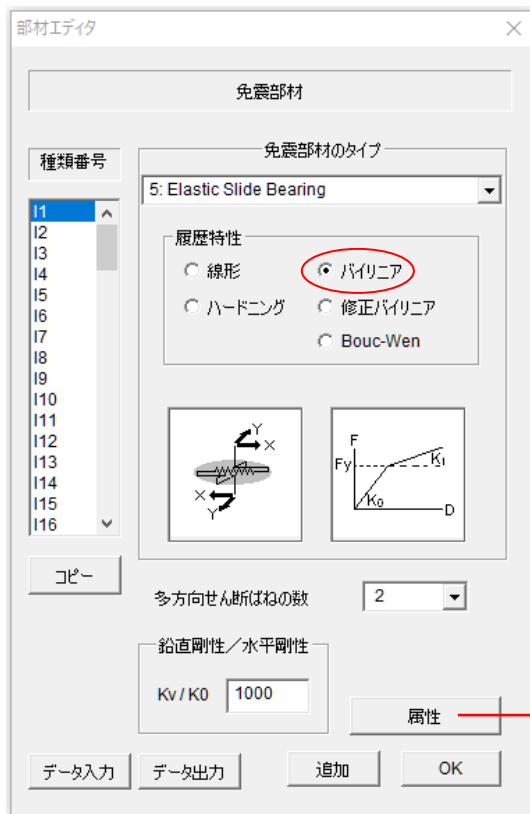 部材エディタ
免震部材
種類番号
I1
I2
I3
I4
I5
I6
I7
I8
I9
I10
I11
I12
I13
I14
I15
I16
コピー
免震部材のタイプ
5: Elastic Slide Bearing
履歴特性
線形
バイリニア
ハードニング
修正バイリニア
Bouc-Wen
Y
X
X
Y
F
Fy
K1
K0
D
多方向せん断ばねの数
2
鉛直剛性／水平剛性
Kv / K0
1000
属性
データ入力
データ出力
追加
OK